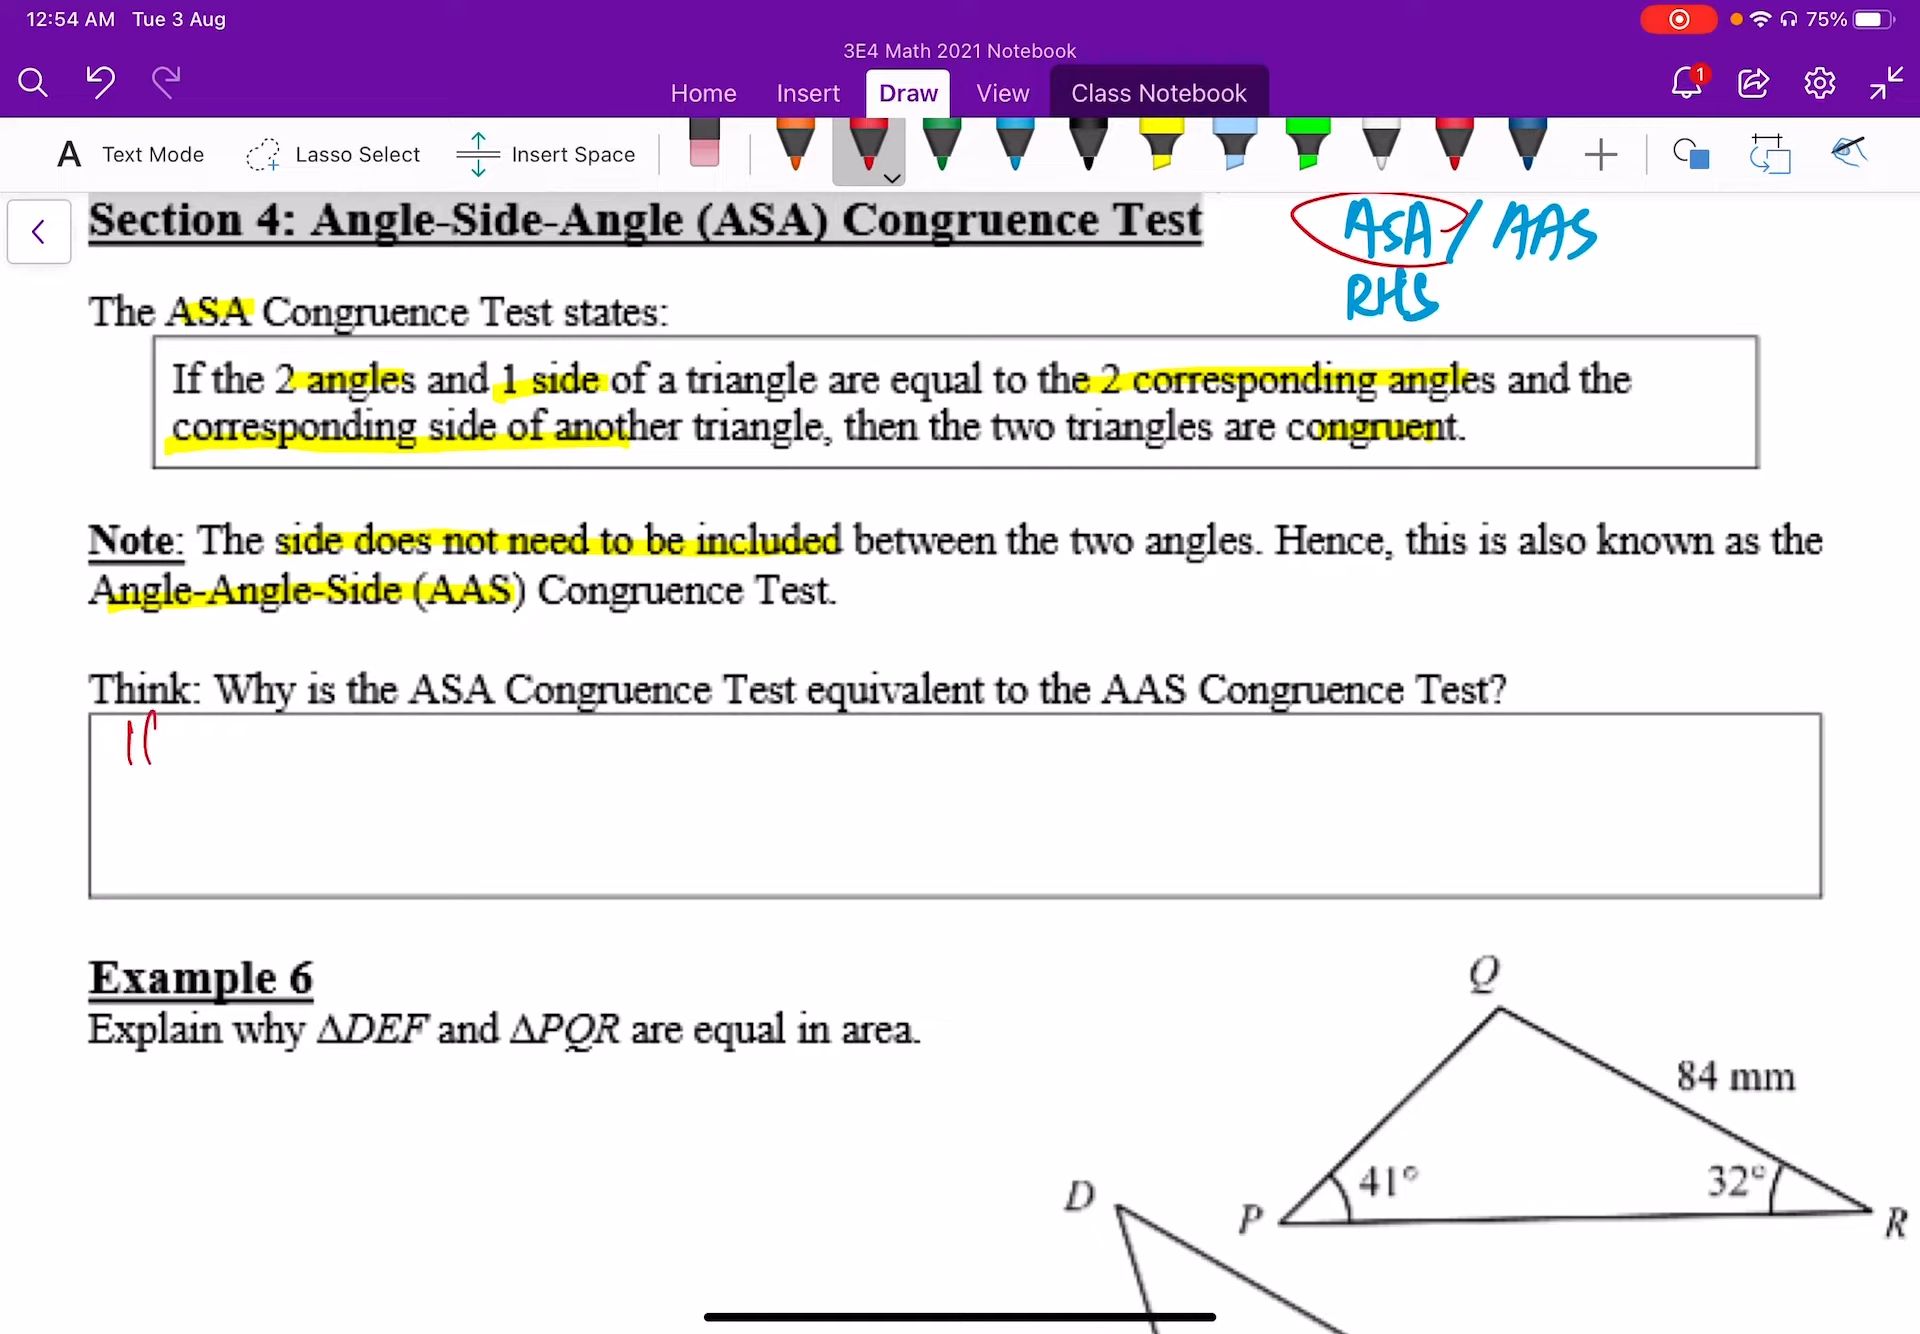 12:54 AM Tue 3 Aug
75%
3E4 Math 2021 Notebook
Home Insert Draw View Class Notebook
1
A Text Mode Lasso Select Insert Space
Section 4: Angle-Side-Angle (ASA) Congruence Test
ASA / AAS
RHS
The ASA Congruence Test states:
If the 2 angles and 1 side of a triangle are equal to the 2 corresponding angles and the
corresponding side of another triangle, then the two triangles are congruent.
Note: The side does not need to be included between the two angles. Hence, this is also known as the
Angle-Angle-Side (AAS) Congruence Test.
Think: Why is the ASA Congruence Test equivalent to the AAS Congruence Test?
Example 6
Explain why ΔDEF and ΔPQR are equal in area.
Q
84 mm
41°
32°
D
P
R